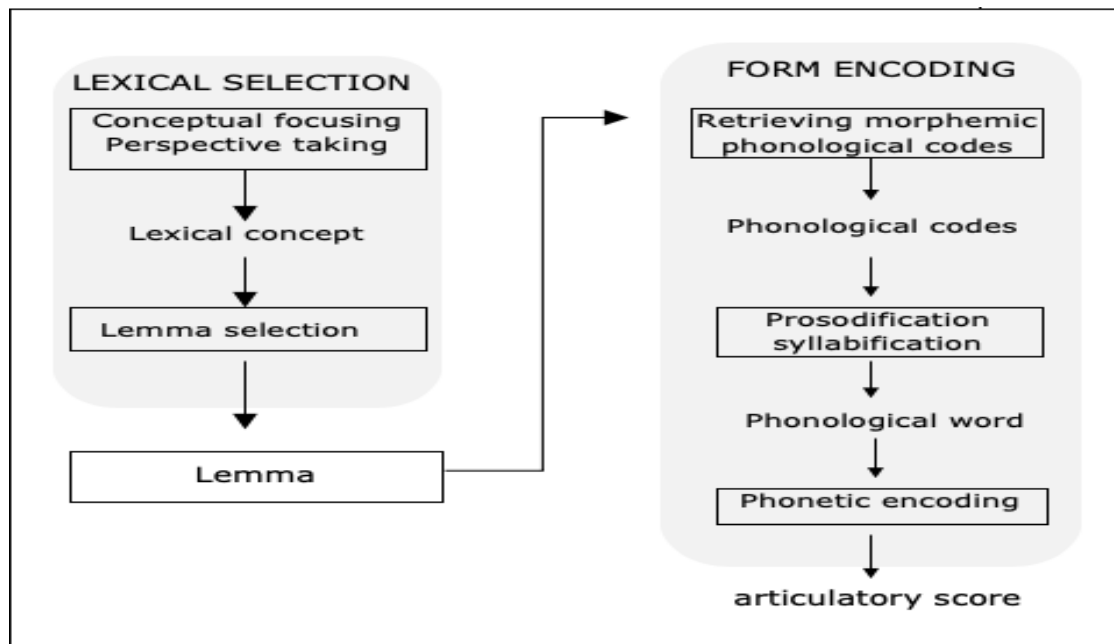 LEXICAL SELECTION
Conceptual focusing
Perspective taking
Lexical concept
Lemma selection
Lemma
FORM ENCODING
Retrieving morphemic
phonological codes
Phonological codes
Prosodification
syllabification
Phonological word
Phonetic encoding
articulatory score